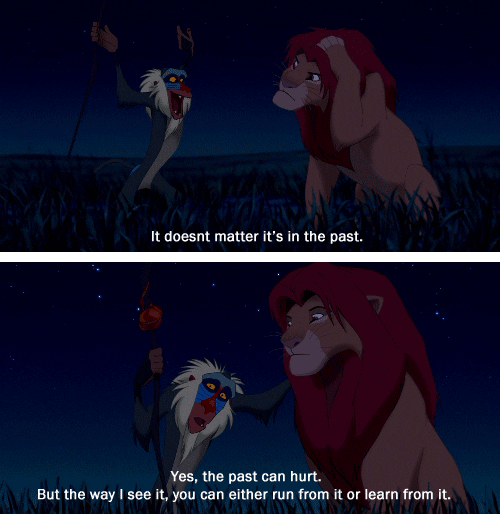 It doesnt matter it's in the past.
Yes, the past can hurt.
But the way I see it, you can either run from it or learn from it.